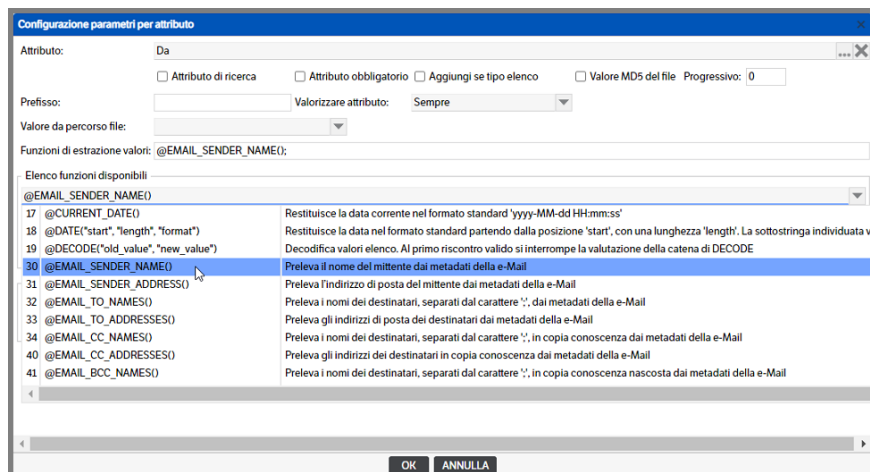 Configurazione parametri per attributo
Attributo: Da ...
Attributo di ricerca Attributo obbligatorio Aggiungi se tipo elenco Valore MD5 del file Progressivo: 0
Prefisso: Valorizzare attributo: Sempre
Valore da percorso file:
Funzioni di estrazione valori: @EMAIL_SENDER_NAME();
Elenco funzioni disponibili
@EMAIL_SENDER_NAME()
17 @CURRENT_DATE() Restituisce la data corrente nel formato standard 'yyyy-MM-dd HH:mm:ss'
18 @DATE("start", "length", "format") Restituisce la data nel formato standard partendo dalla posizione 'start', con una lunghezza 'length'. La sottostringa individuata v
19 @DECODE("old_value", "new_value") Decodifica valori elenco. Al primo riscontro valido si interrompe la valutazione della catena di DECODE
30 @EMAIL_SENDER_NAME() Preleva il nome del mittente dai metadati della e-Mail
31 @EMAIL_SENDER_ADDRESS() Preleva l'indirizzo di posta del mittente dai metadati della e-Mail
32 @EMAIL_TO_NAMES() Preleva i nomi dei destinatari, separati dal carattere ';', dai metadati della e-Mail
33 @EMAIL_TO_ADDRESSES() Preleva gli indirizzi di posta dei destinatari dai metadati della e-Mail
34 @EMAIL_CC_NAMES() Preleva i nomi dei destinatari, separati dal carattere ';', in copia conoscenza dai metadati della e-Mail
40 @EMAIL_CC_ADDRESSES() Preleva gli indirizzi dei destinatari in copia conoscenza dai metadati della e-Mail
41 @EMAIL_BCC_NAMES() Preleva i nomi dei destinatari, separati dal carattere ';', in copia conoscenza nascosta dai metadati della e-Mail
OK ANNULLA